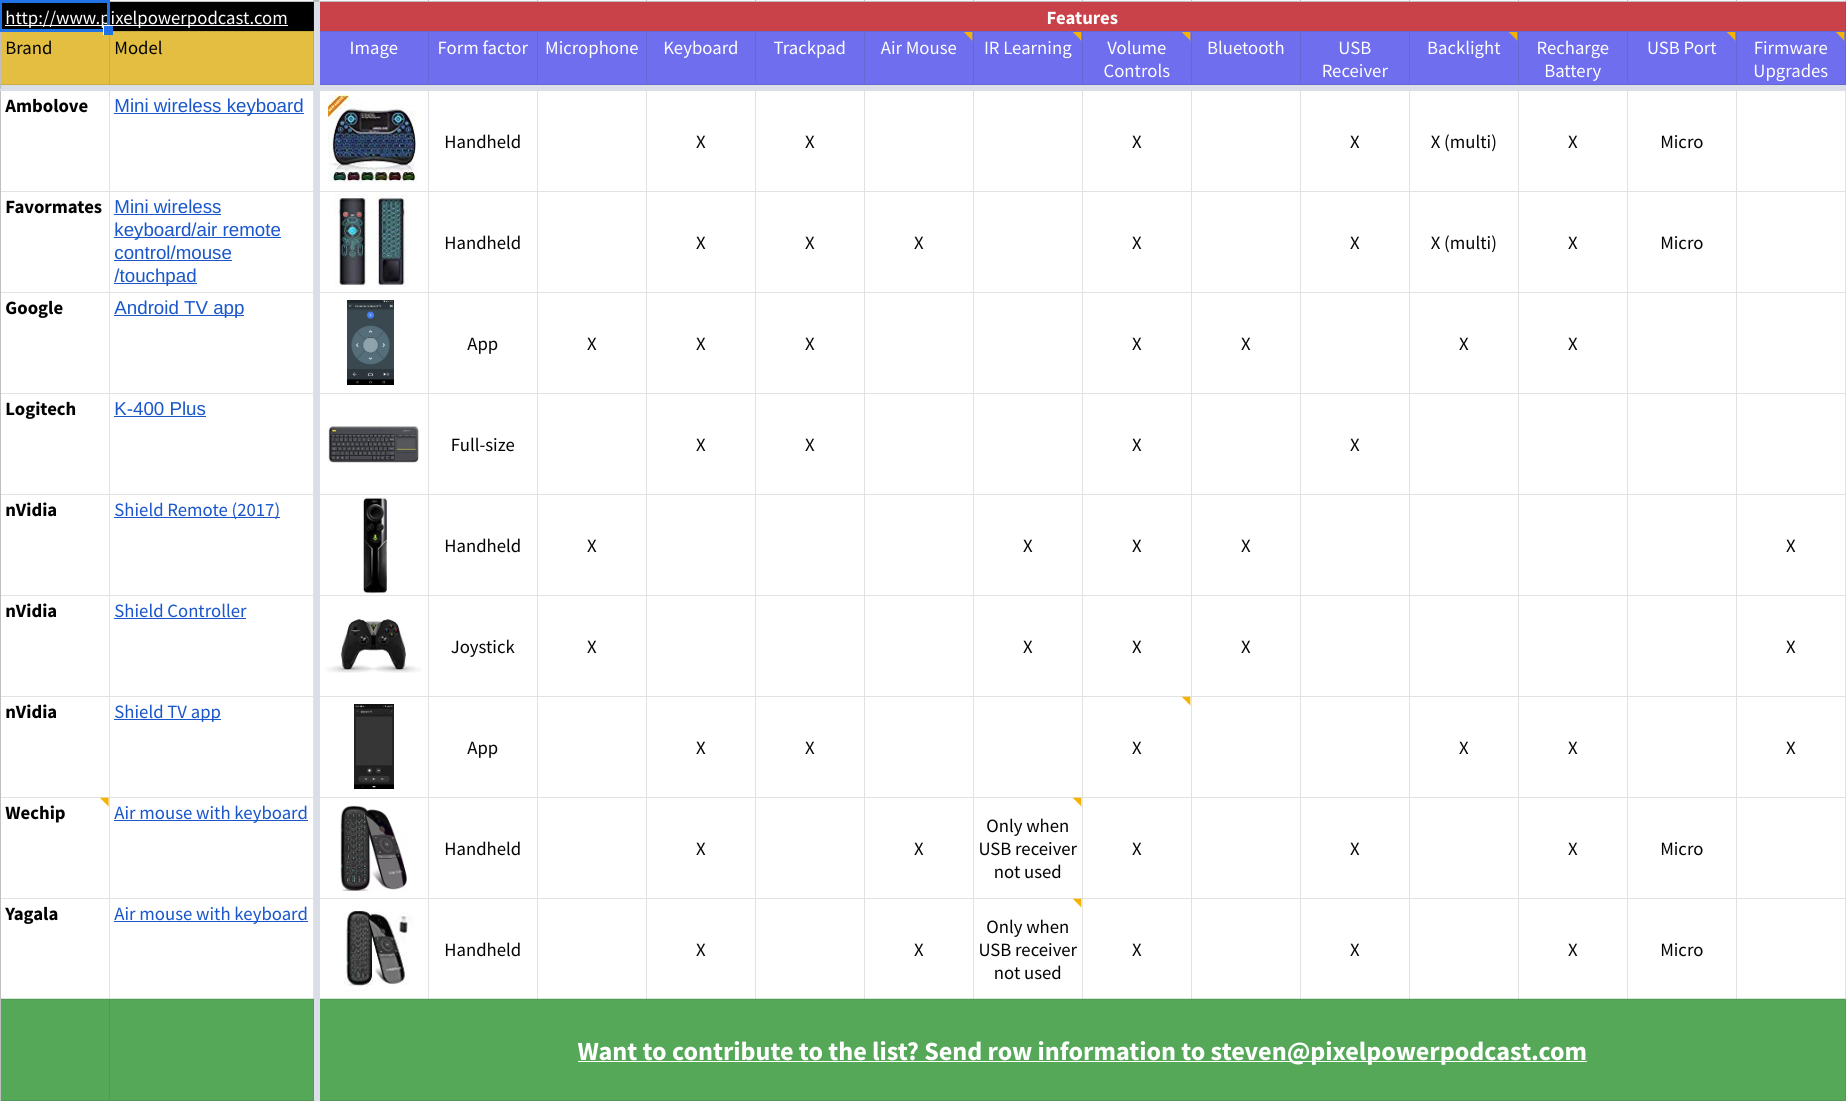 http://www.pixelpowerpodcast.com Features
Brand Model Image Form factor Microphone Keyboard Trackpad Air Mouse IR Learning Volume Controls Bluetooth USB Receiver Backlight Recharge Battery USB Port Firmware Upgrades
Ambolove Mini wireless keyboard Handheld X X X X X (multi) X Micro
Favormates Mini wireless keyboard/air remote control/mouse /touchpad Handheld X X X X X X (multi) X Micro
Google Android TV app App X X X X X X X
Logitech K-400 Plus Full-size X X X X
nVidia Shield Remote (2017) Handheld X X X X X
nVidia Shield Controller Joystick X X X X X
nVidia Shield TV app App X X X X X X
Wechip Air mouse with keyboard Handheld X X Only when USB receiver not used X X X Micro
Yagala Air mouse with keyboard Handheld X X Only when USB receiver not used X X X Micro
Want to contribute to the list? Send row information to steven@pixelpowerpodcast.com